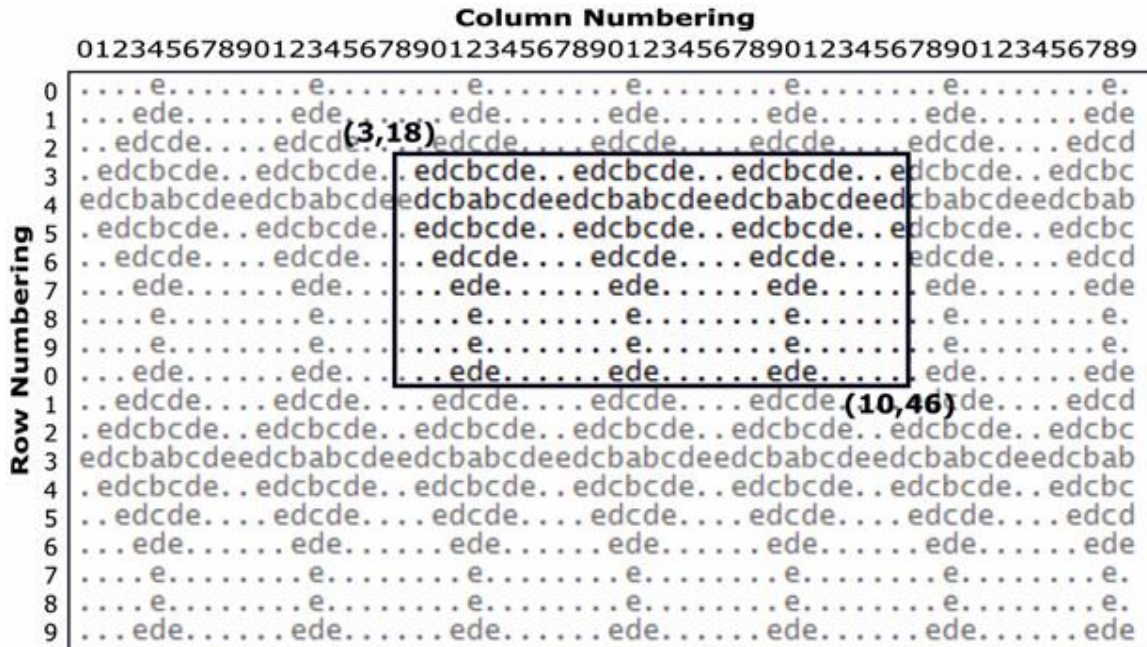 Column Numbering
012345678901234567890123456789012345678901234567890123456789
Row Numbering
0 ....e........e........e........e........e........e........e.
1 ...ede......ede......ede......ede......ede......ede......ede
(3,18)
2 ..edcde....edcde....edcde....edcde....edcde....edcde....edcd
3 .edcbcde..edcbcde..edcbcde..edcbcde..edcbcde..edcbcde..edcbc
4 edcbabcdeedcbabcdeedcbabcdeedcbabcdeedcbabcdeedcbabcdeedcbab
5 .edcbcde..edcbcde..edcbcde..edcbcde..edcbcde..edcbcde..edcbc
6 ..edcde....edcde....edcde....edcde....edcde....edcde....edcd
7 ...ede......ede......ede......ede......ede......ede......ede
8 ....e........e........e........e........e........e........e.
9 ....e........e........e........e........e........e........e.
0 ...ede......ede......ede......ede......ede......ede......ede
(10,46)
1 ..edcde....edcde....edcde....edcde....edcde....edcde....edcd
2 .edcbcde..edcbcde..edcbcde..edcbcde..edcbcde..edcbcde..edcbc
3 edcbabcdeedcbabcdeedcbabcdeedcbabcdeedcbabcdeedcbabcdeedcbab
4 .edcbcde..edcbcde..edcbcde..edcbcde..edcbcde..edcbcde..edcbc
5 ..edcde....edcde....edcde....edcde....edcde....edcde....edcd
6 ...ede......ede......ede......ede......ede......ede......ede
7 ....e........e........e........e........e........e........e.
8 ....e........e........e........e........e........e........e.
9 ...ede......ede......ede......ede......ede......ede......ede